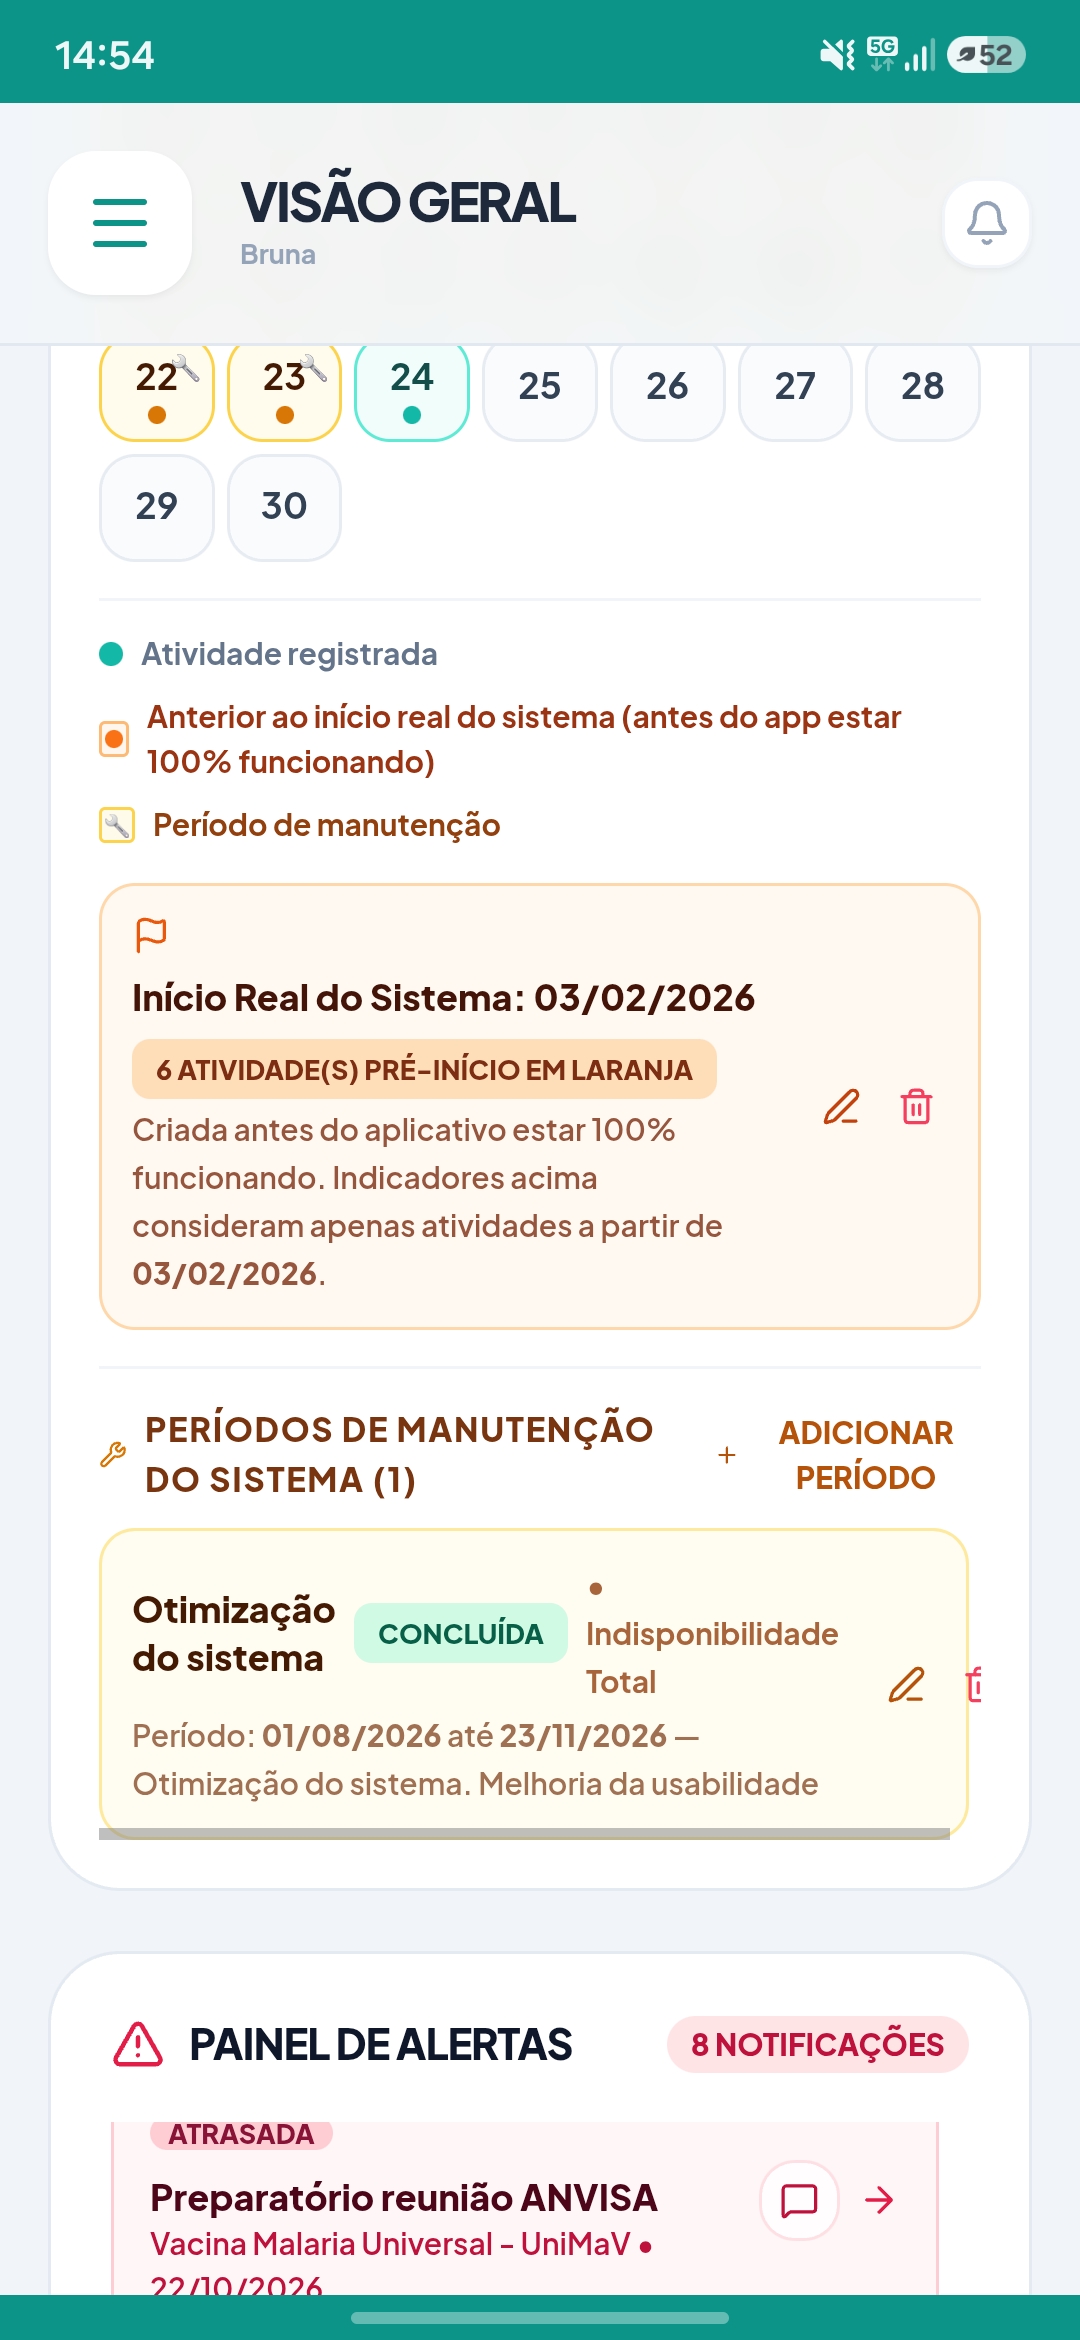 14:54
5G
52
VISÃO GERAL
Bruna
22 23 24 25 26 27 28
29 30
Atividade registrada
Anterior ao início real do sistema (antes do app estar
100% funcionando)
Período de manutenção
Início Real do Sistema: 03/02/2026
6 ATIVIDADE(S) PRÉ-INÍCIO EM LARANJA
Criada antes do aplicativo estar 100%
funcionando. Indicadores acima
consideram apenas atividades a partir de
03/02/2026.
PERÍODOS DE MANUTENÇÃO
DO SISTEMA (1)
+ ADICIONAR
PERÍODO
Otimização
do sistema
CONCLUÍDA
•
Indisponibilidade
Total
Período: 01/08/2026 até 23/11/2026 —
Otimização do sistema. Melhoria da usabilidade
PAINEL DE ALERTAS
8 NOTIFICAÇÕES
ATRASADA
Preparatório reunião ANVISA
Vacina Malaria Universal - UniMaV •
22/10/2026